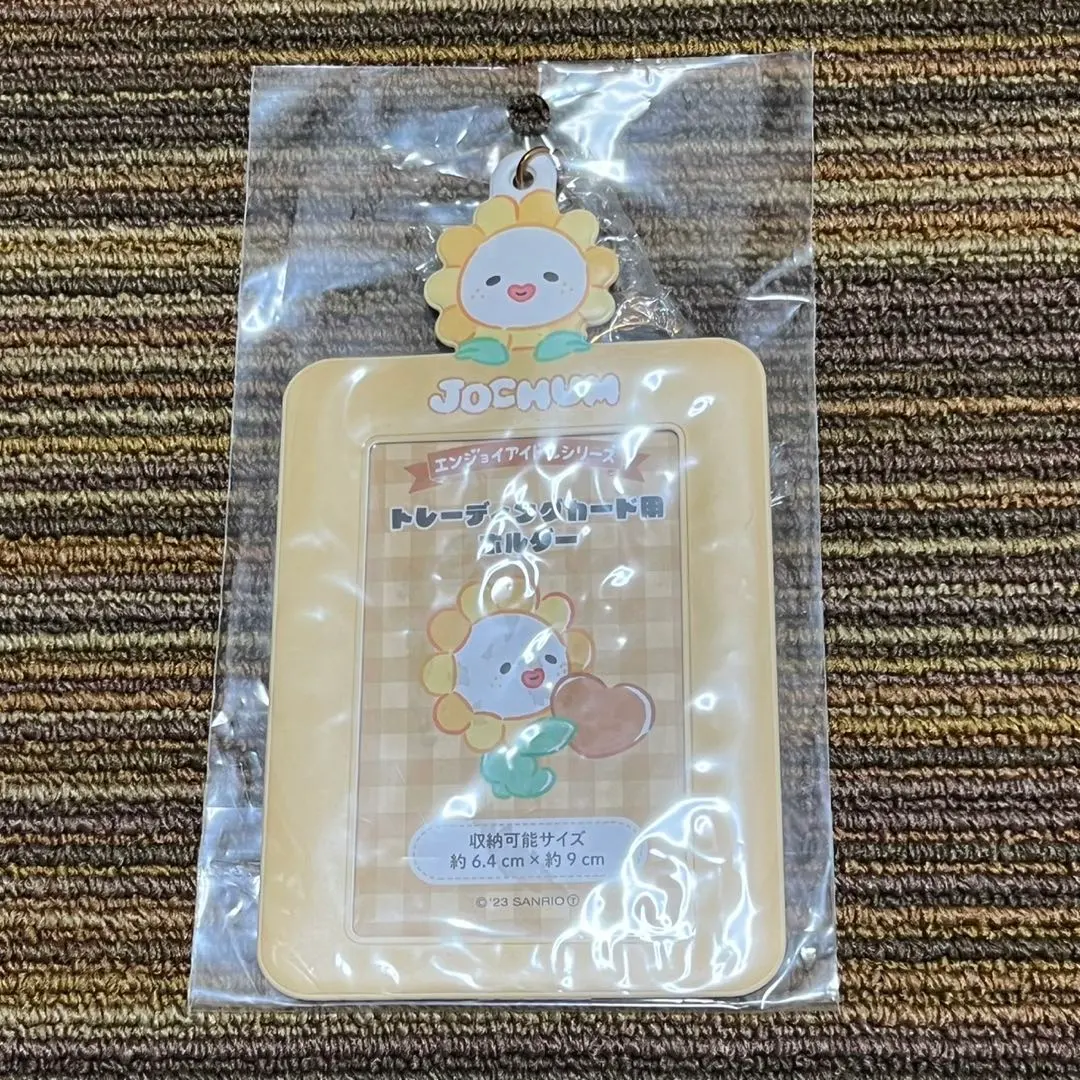 JOCHUM
エンジョイアイドルシリーズ
トレーディングカード用
ホルダー
収納可能サイズ
約 6.4 cm × 約 9 cm
© '23 SANRIO Ⓣ